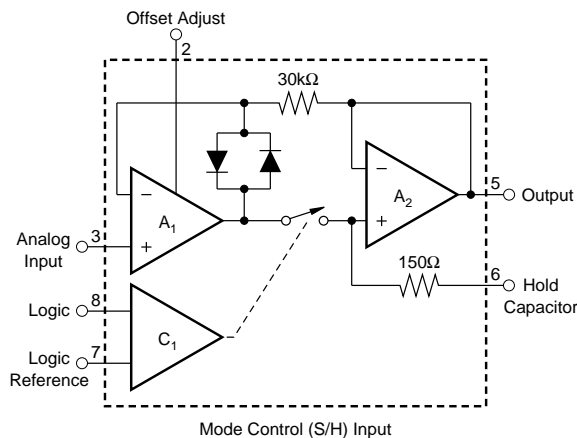 Offset Adjust
2
30kΩ
−
A1
+
−
A2
+
5
Output
3
Analog
Input
150Ω
6
Hold
Capacitor
8
Logic
C1
7
Logic
Reference
Mode Control (S/H) Input